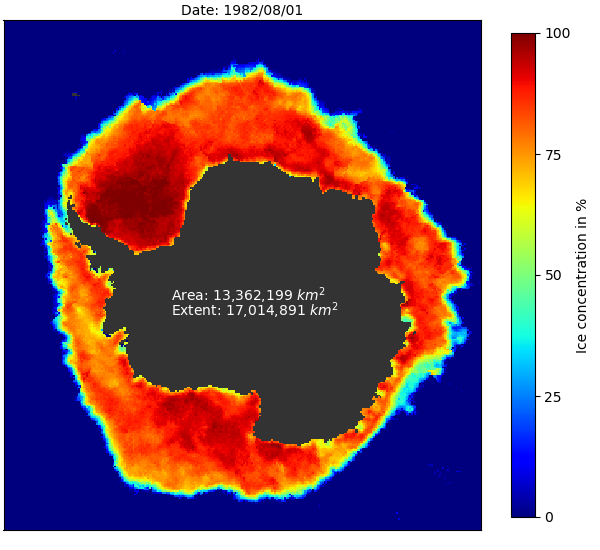 Date: 1982/08/01
100
75
50
25
0
Ice concentration in %
Area: 13,362,199 km²
Extent: 17,014,891 km²